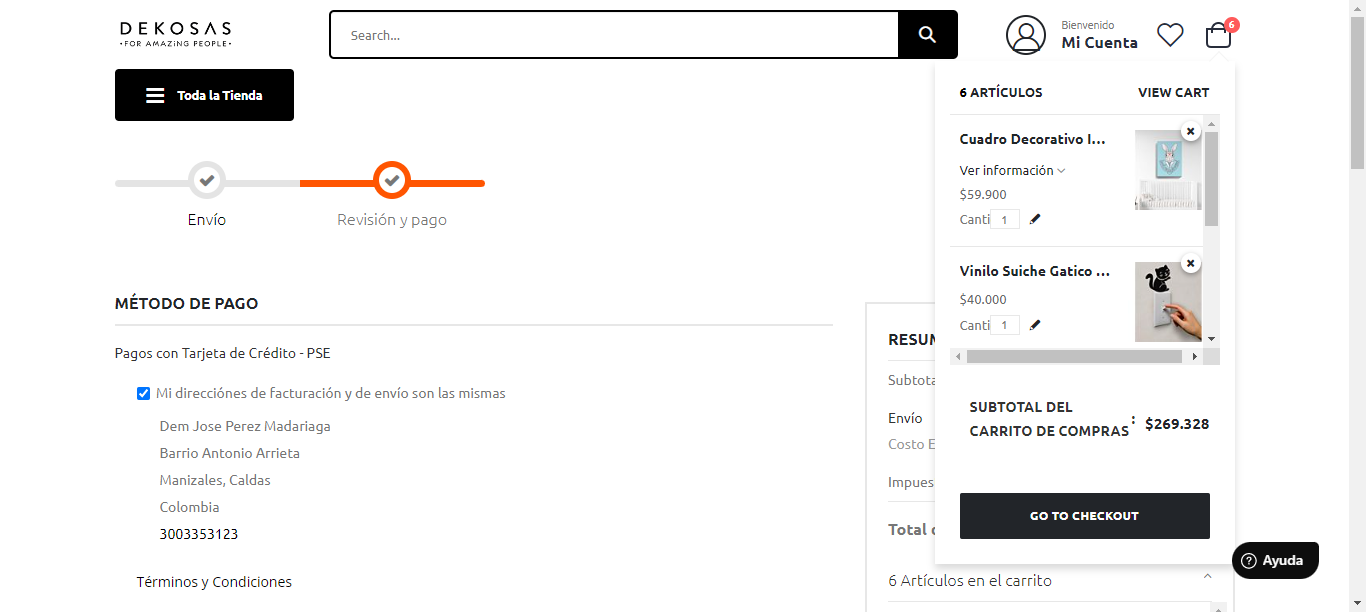 DEKOSAS
•FOR AMAZING PEOPLE•
Search...
Bienvenido
Mi Cuenta
6
Toda la Tienda
6 ARTÍCULOS
VIEW CART
Cuadro Decorativo I...
Ver información
$59.900
Canti 1
Vinilo Suiche Gatico ...
$40.000
Canti 1
SUBTOTAL DEL
CARRITO DE COMPRAS : $269.328
GO TO CHECKOUT
Envío
Revisión y pago
MÉTODO DE PAGO
Pagos con Tarjeta de Crédito - PSE
Mi direcciónes de facturación y de envío son las mismas
Dem Jose Perez Madariaga
Barrio Antonio Arrieta
Manizales, Caldas
Colombia
3003353123
Términos y Condiciones
RESUM
Subtota
Envío
Costo E
Impues
Total
6 Artículos en el carrito
Ayuda